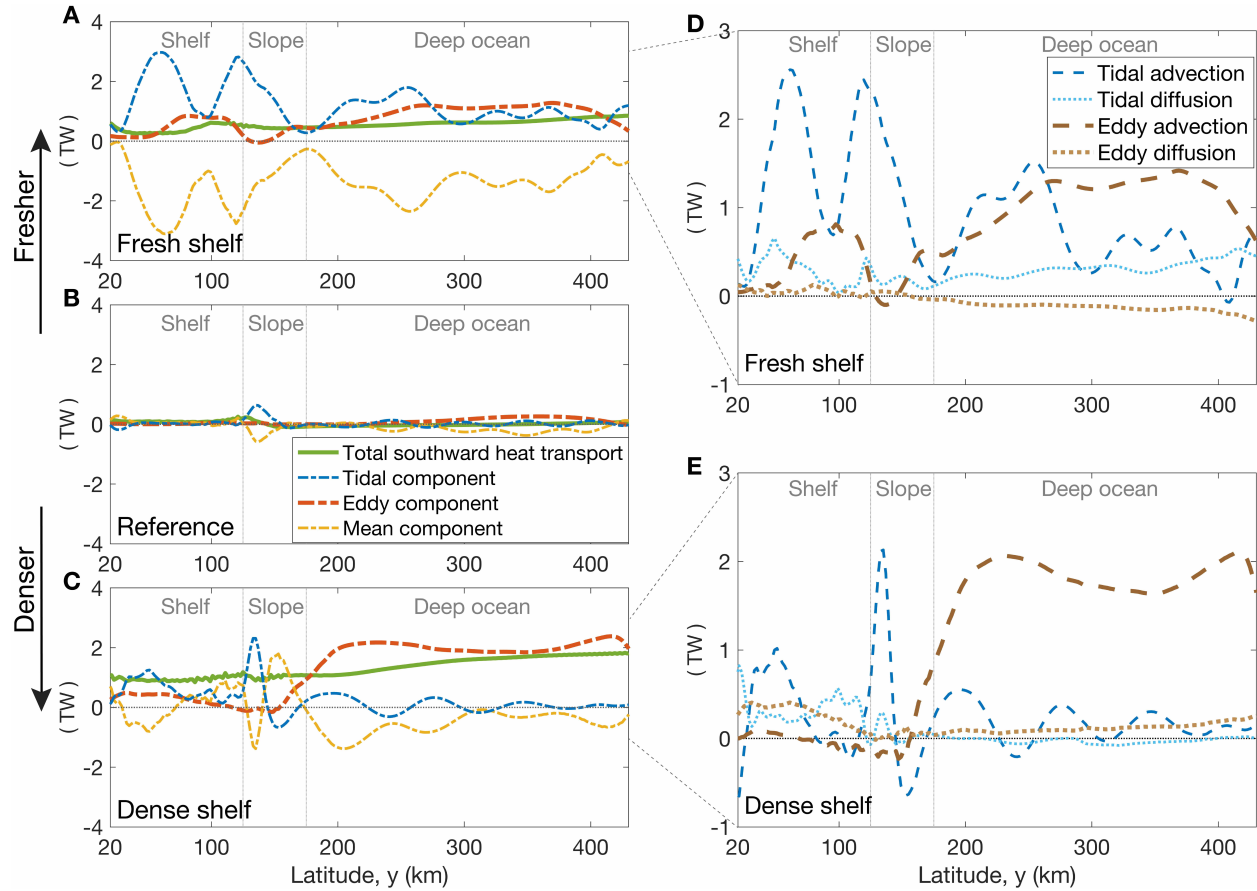 A
4
2
0
-2
-4
( TW )
Shelf
Slope
Deep ocean
Fresh shelf
20
100
200
300
400
Fresher
B
4
2
0
-2
-4
( TW )
Shelf
Slope
Deep ocean
Total southward heat transport
Tidal component
Eddy component
Mean component
Reference
20
100
200
300
400
Denser
C
4
2
0
-2
-4
( TW )
Shelf
Slope
Deep ocean
Dense shelf
20
100
200
300
400
Latitude, y (km)
D
3
2
1
0
-1
( TW )
Shelf
Slope
Deep ocean
Tidal advection
Tidal diffusion
Eddy advection
Eddy diffusion
Fresh shelf
20
100
200
300
400
E
3
2
1
0
-1
( TW )
Shelf
Slope
Deep ocean
Dense shelf
20
100
200
300
400
Latitude, y (km)